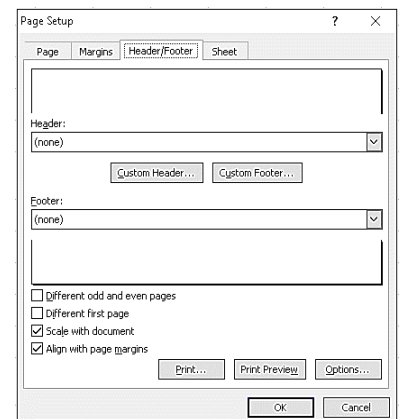 Page Setup ? ×
Page Margins Header/Footer Sheet
Header:
(none)
Custom Header... Custom Footer...
Footer:
(none)
Different odd and even pages
Different first page
Scale with document
Align with page margins
Print... Print Preview Options...
OK Cancel